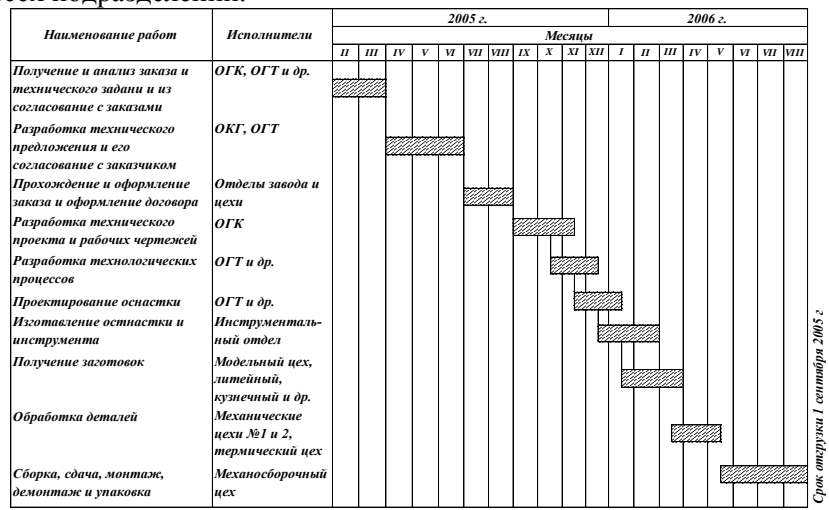 всех подразделений.
Наименование работ
Исполнители
2005 г.
2006 г.
Месяцы
II III IV V VI VII VIII IX X XI XII I II III IV V VI VII VIII
Получение и анализ заказа и
технического задани и из
согласование с заказами
ОГК, ОГТ и др.
Разработка технического
предложения и его
согласование с заказчиком
ОКГ, ОГТ
Прохождение и оформление
заказа и оформление договора
Отделы завода и
цехи
Разработка технического
проекта и рабочих чертежей
ОГК
Разработка технологических
процессов
ОГТ и др.
Проектирование оснастки
ОГТ и др.
Изготавление остнастки и
инструмента
Инструменталь-
ный отдел
Получение заготовок
Модельный цех,
литейный,
кузнечный и др.
Обработка деталей
Механические
цехи №1 и 2,
термический цех
Сборка, сдача, монтаж,
демонтаж и упаковка
Механосборочный
цех
Срок отгрузки 1 сентября 2005 г